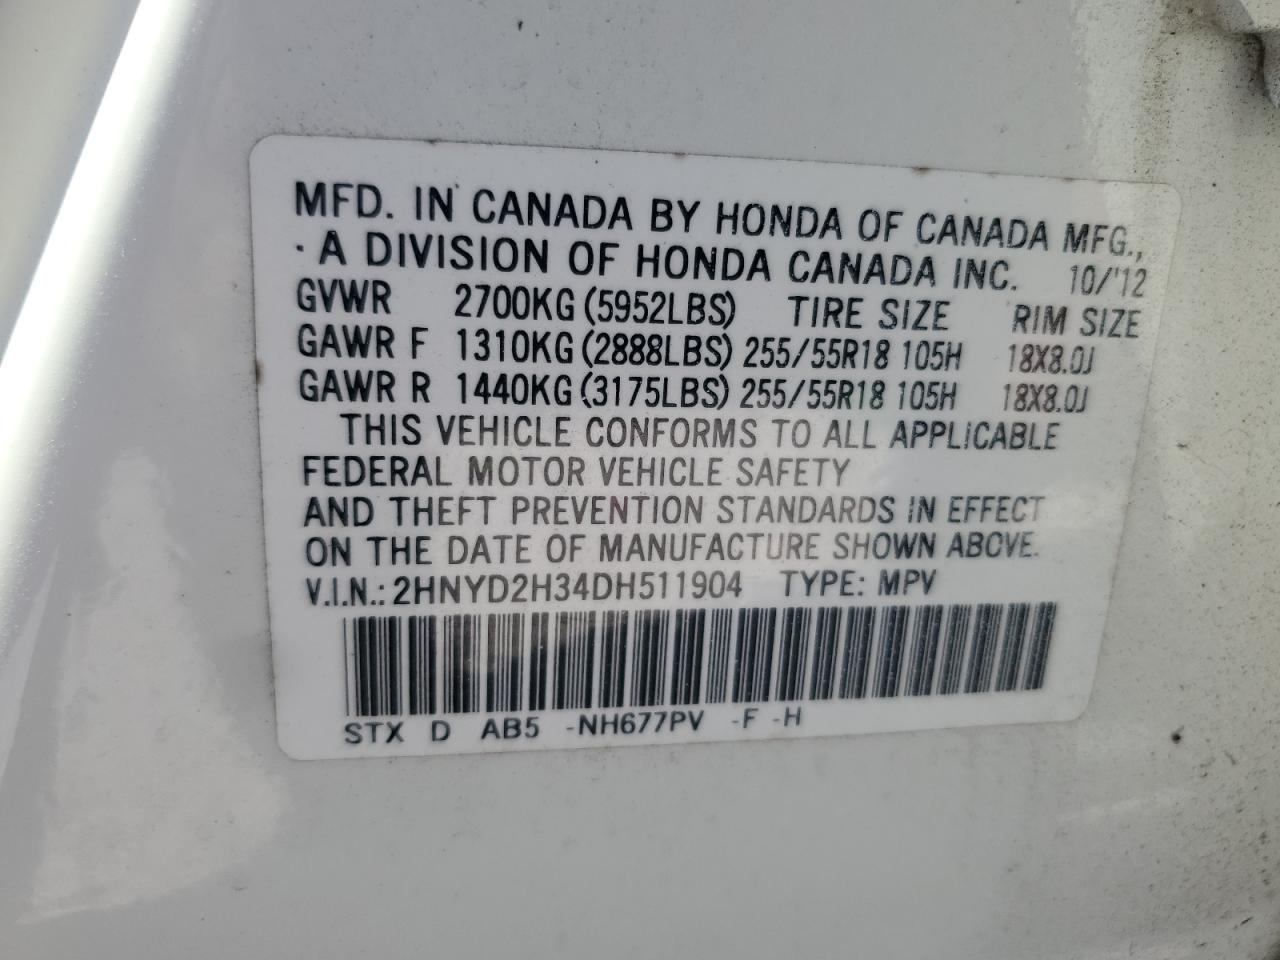 MFD. IN CANADA BY HONDA OF CANADA MFG.,
· A DIVISION OF HONDA CANADA INC. 10/'12
GVWR 2700KG (5952LBS) TIRE SIZE RIM SIZE
GAWR F 1310KG (2888LBS) 255/55R18 105H 18X8.0J
GAWR R 1440KG (3175LBS) 255/55R18 105H 18X8.0J
THIS VEHICLE CONFORMS TO ALL APPLICABLE
FEDERAL MOTOR VEHICLE SAFETY
AND THEFT PREVENTION STANDARDS IN EFFECT
ON THE DATE OF MANUFACTURE SHOWN ABOVE.
V.I.N.: 2HNYD2H34DH511904 TYPE: MPV
STX D AB5 -NH677PV -F -H